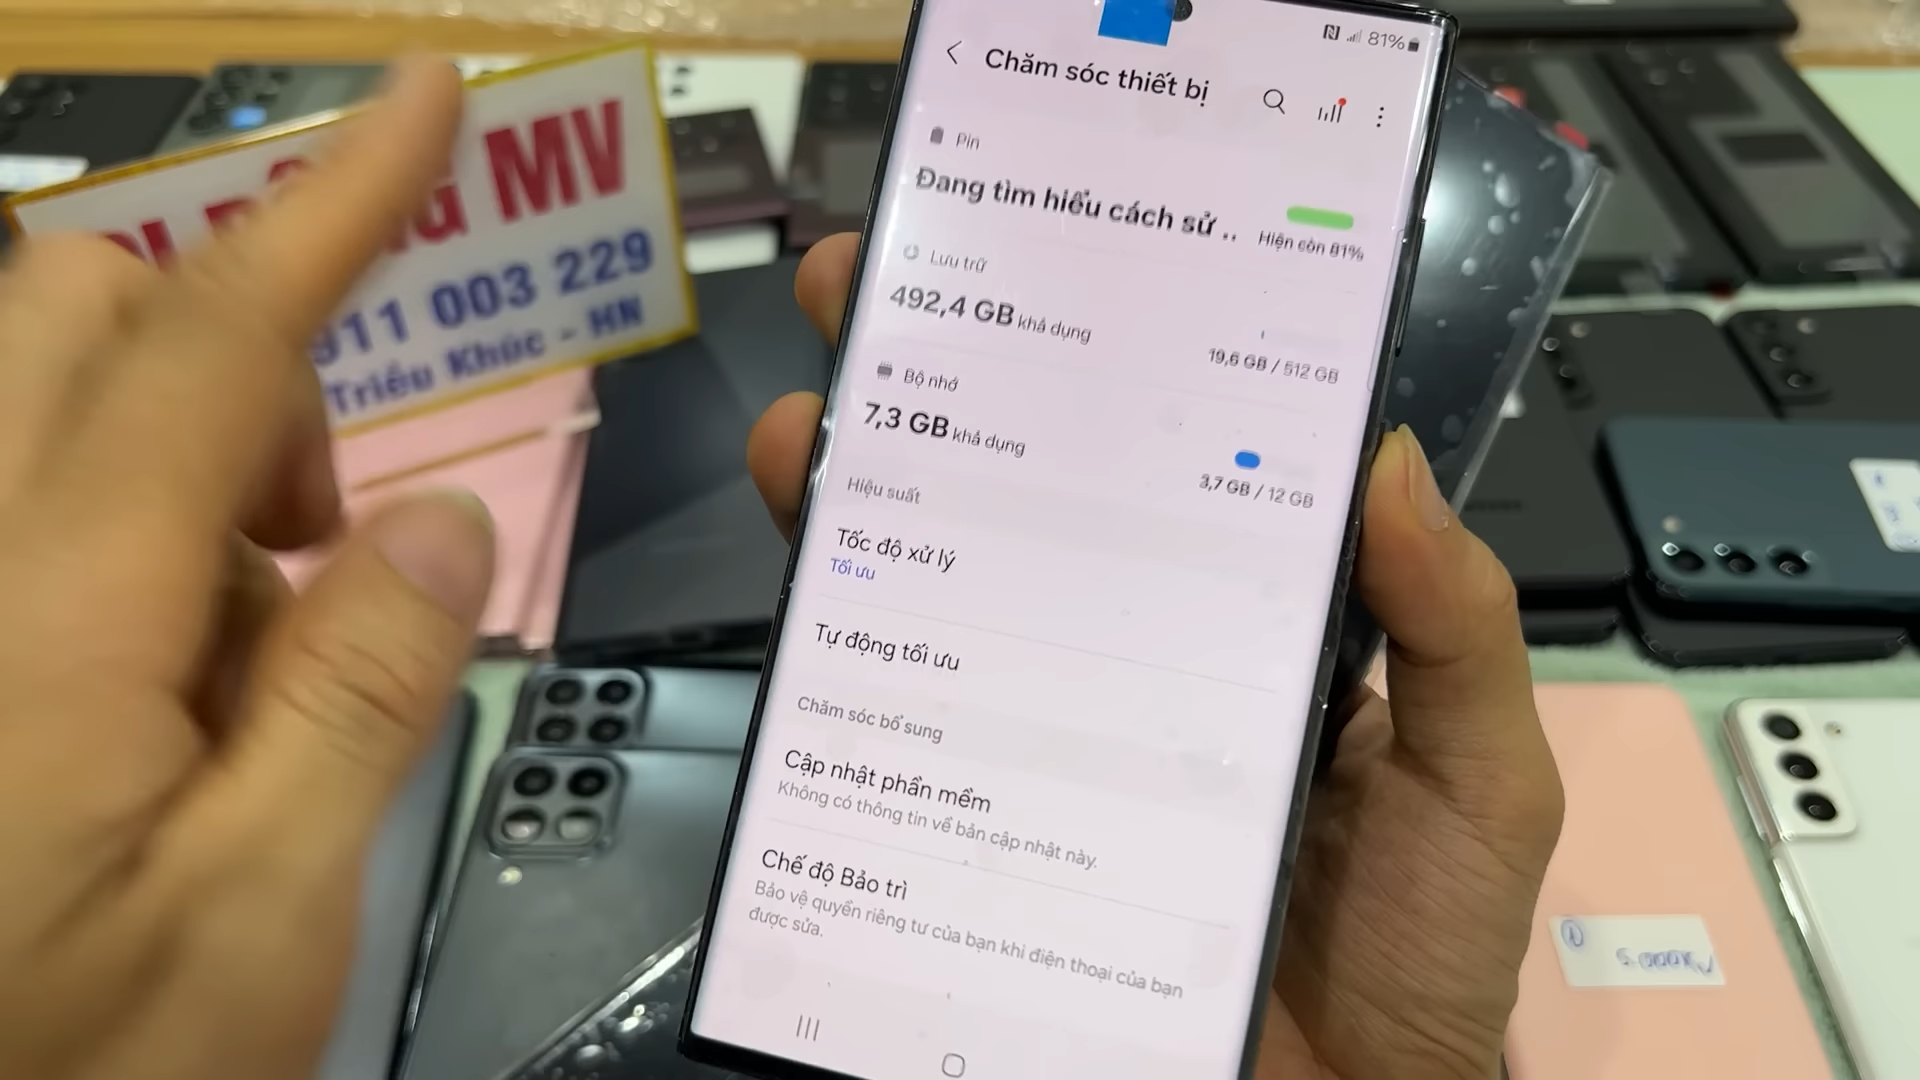 81%
Chăm sóc thiết bị
Pin
Đang tìm hiểu cách sử ..
Hiện còn 81%
Lưu trữ
492,4 GB khả dụng
19,6 GB / 512 GB
Bộ nhớ
7,3 GB khả dụng
3,7 GB / 12 GB
Hiệu suất
Tốc độ xử lý
Tối ưu
Tự động tối ưu
Chăm sóc bổ sung
Cập nhật phần mềm
Không có thông tin về bản cập nhật này.
Chế độ Bảo trì
Bảo vệ quyền riêng tư của bạn khi điện thoại của bạn
được sửa.
MV
911 003 229
Triều Khúc - HN